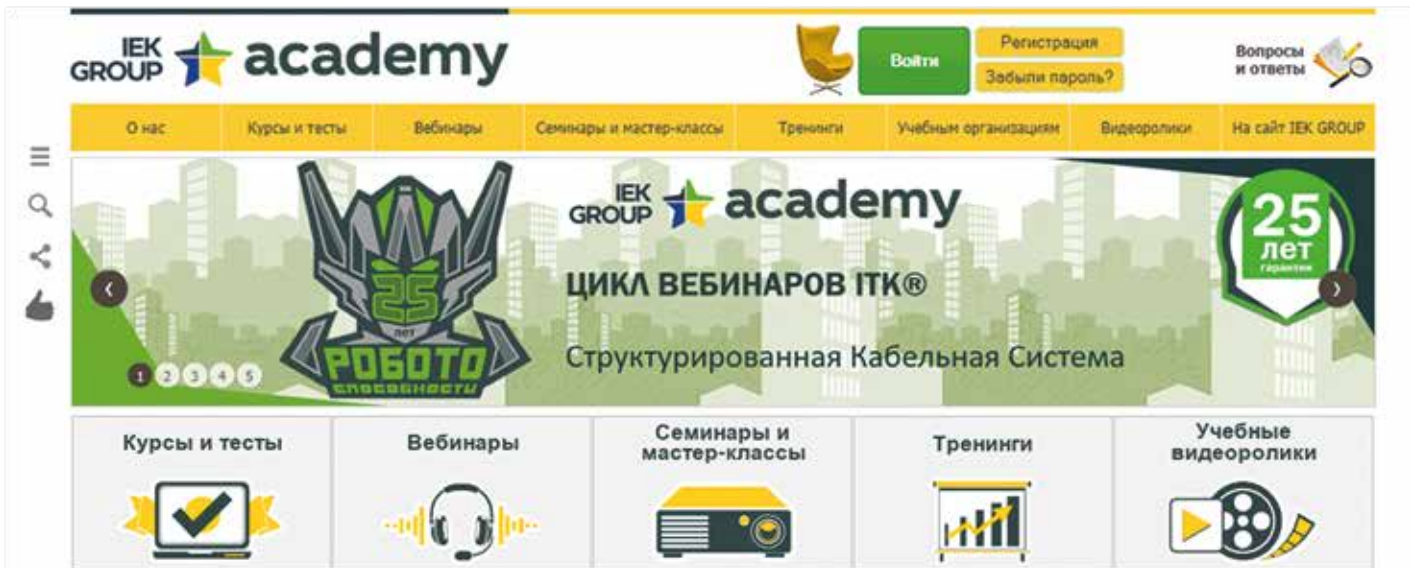 IEK
GROUP academy
Войти
Регистрация
Забыли пароль?
Вопросы
и ответы
О нас
Курсы и тесты
Вебинары
Семинары и мастер-классы
Тренинги
Учебным организациям
Видеоролики
На сайт IEK GROUP
25
ЛЕТ
РОБОТО
СПОСОБНОСТИ
IEK
GROUP academy
ЦИКЛ ВЕБИНАРОВ ITK®
Структурированная Кабельная Система
25
лет
гарантии
1 2 3 4 5
Курсы и тесты
Вебинары
Семинары и
мастер-классы
Тренинги
Учебные
видеоролики